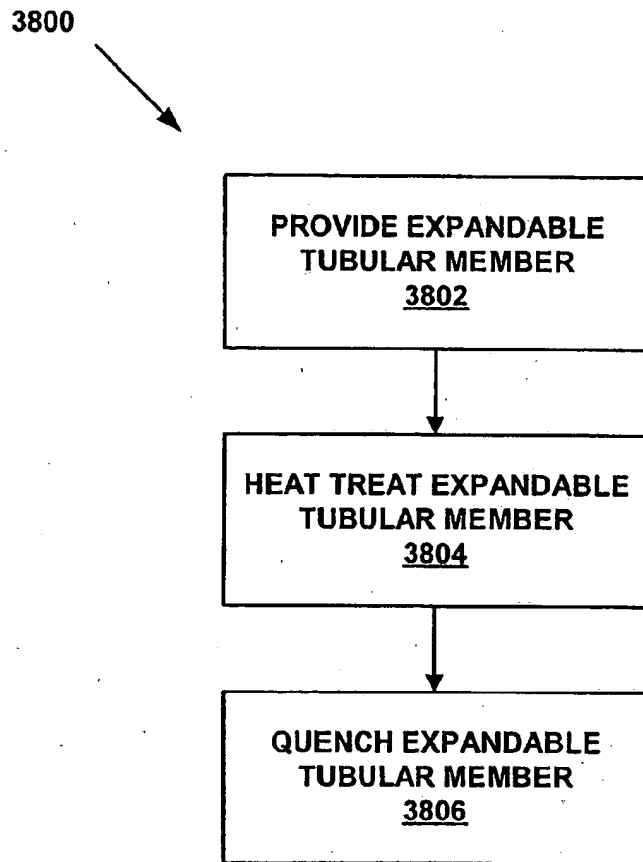 3800
PROVIDE EXPANDABLE
TUBULAR MEMBER
3802
HEAT TREAT EXPANDABLE
TUBULAR MEMBER
3804
QUENCH EXPANDABLE
TUBULAR MEMBER
3806